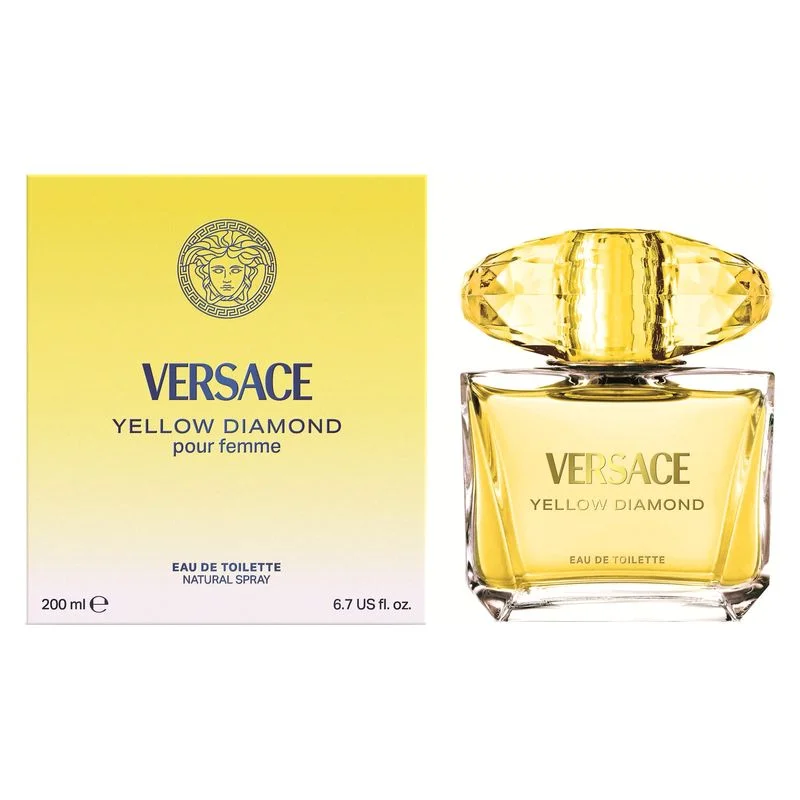 VERSACE
YELLOW DIAMOND
pour femme
EAU DE TOILETTE
NATURAL SPRAY
200 ml ℮
6.7 US fl. oz.
VERSACE
YELLOW DIAMOND
EAU DE TOILETTE